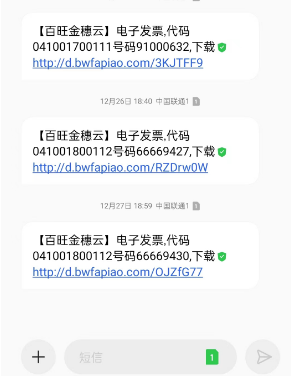 【百旺金穗云】电子发票,代码
041001700111号码91000632,下载
http://d.bwfapiao.com/3KJTFF9
12月26日 18:40 中国联通1
【百旺金穗云】电子发票,代码
041001800112号码66669427,下载
http://d.bwfapiao.com/RZDrw0W
12月27日 18:59 中国联通1
【百旺金穗云】电子发票,代码
041001800112号码66669430,下载
http://d.bwfapiao.com/OJZfG77
短信
1